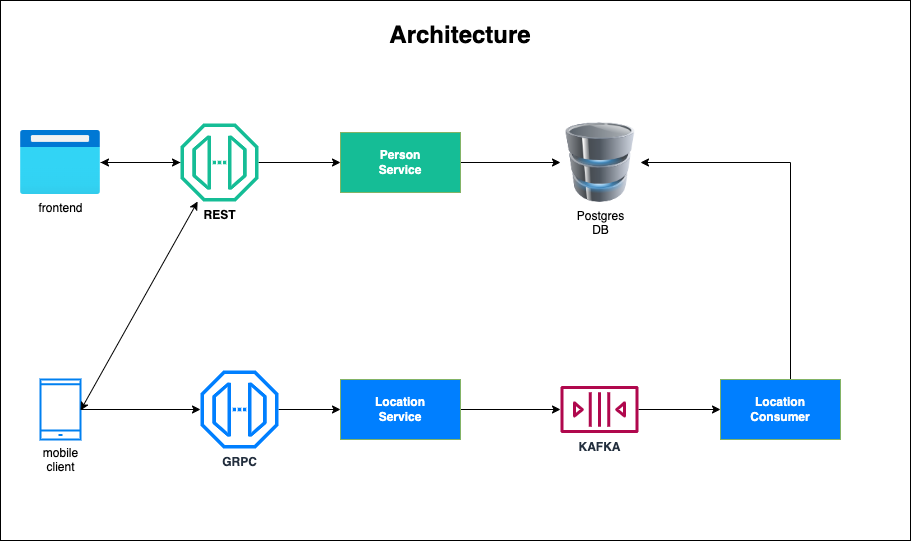 Architecture
frontend
REST
Person
Service
Postgres
DB
mobile
client
GRPC
Location
Service
KAFKA
Location
Consumer